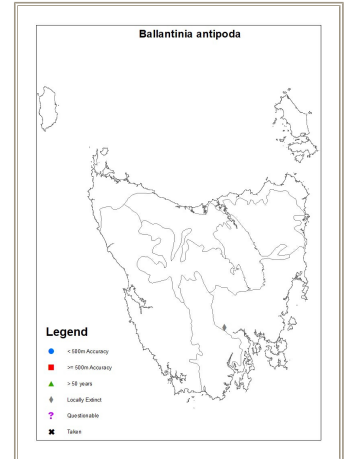 Ballantinia antipoda
Legend
< 500m Accuracy
>= 500m Accuracy
> 50 years
Locally Extinct
? Questionable
Taken